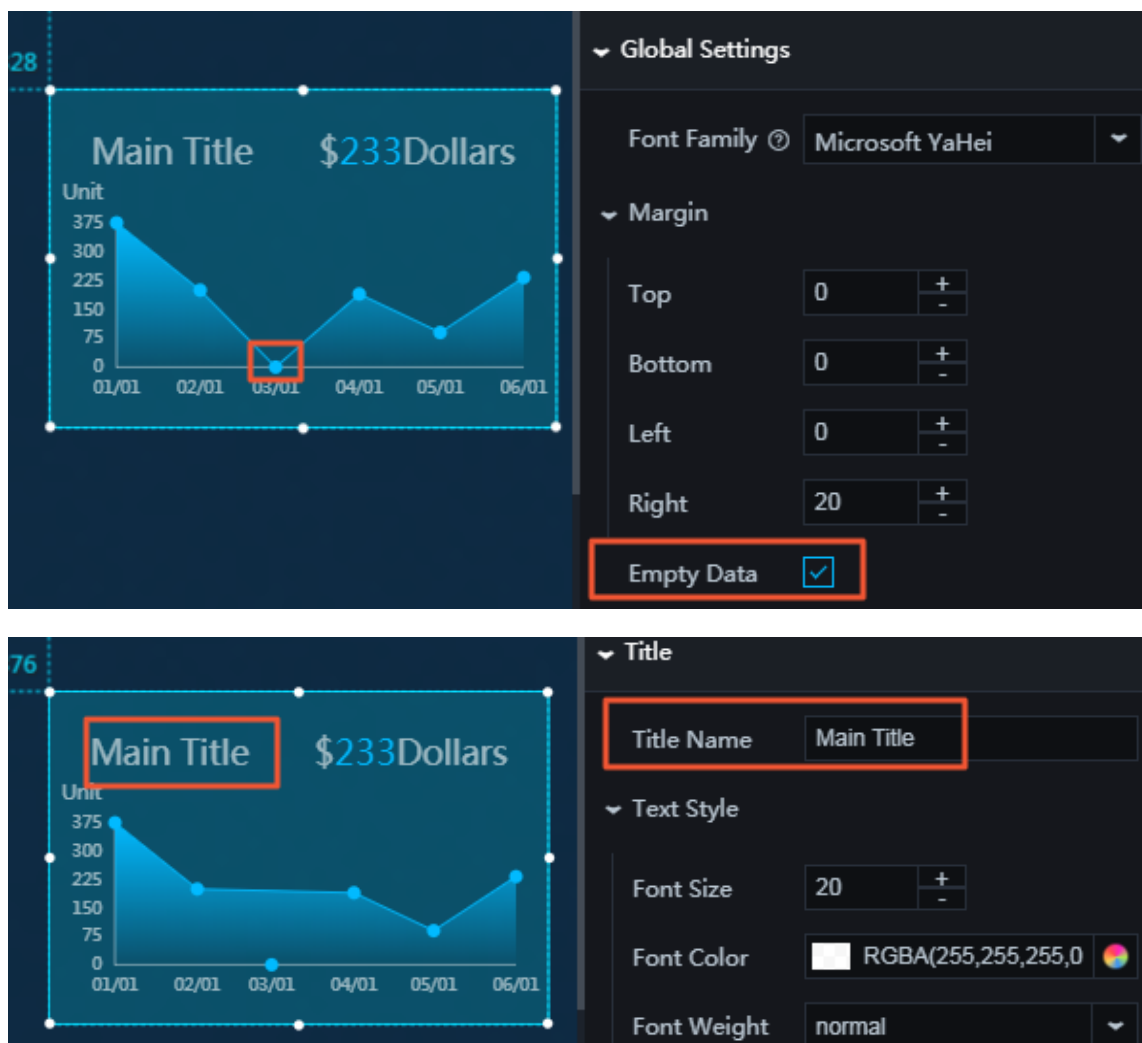 28
Main Title $233Dollars
Unit
375
300
225
150
75
0
01/01 02/01 03/01 04/01 05/01 06/01
Global Settings
Font Family ? Microsoft YaHei
Margin
Top 0 + -
Bottom 0 + -
Left 0 + -
Right 20 + -
Empty Data
76
Main Title $233Dollars
Unit
375
300
225
150
75
0
01/01 02/01 03/01 04/01 05/01 06/01
Title
Title Name Main Title
Text Style
Font Size 20 + -
Font Color RGBA(255,255,255,0
Font Weight normal